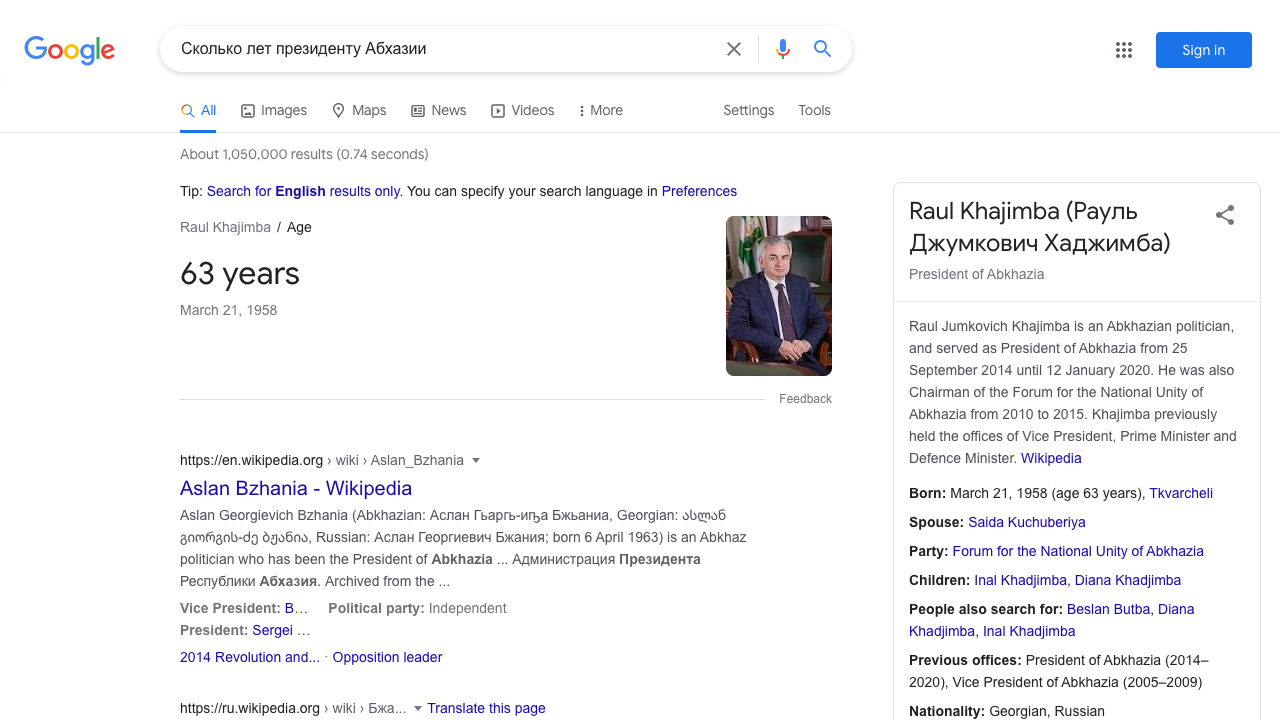 Google
Сколько лет президенту Абхазии
Sign in
All Images Maps News Videos More Settings Tools
About 1,050,000 results (0.74 seconds)
Tip: Search for English results only. You can specify your search language in Preferences
Raul Khajimba / Age
63 years
March 21, 1958
Feedback
https://en.wikipedia.org › wiki › Aslan_Bzhania
Aslan Bzhania - Wikipedia
Aslan Georgievich Bzhania (Abkhazian: Аслан Гьаргь-иҧа Бжьаниа, Georgian: ასლან
გიორგის-ძე ბჟანია, Russian: Аслан Георгиевич Бжания; born 6 April 1963) is an Abkhaz
politician who has been the President of Abkhazia ... Администрация Президента
Республики Абхазия. Archived from the ...
Vice President: B… Political party: Independent
President: Sergei …
2014 Revolution and... · Opposition leader
https://ru.wikipedia.org › wiki › Бжа... Translate this page
Raul Khajimba (Рауль
Джумкович Хаджимба)
President of Abkhazia
Raul Jumkovich Khajimba is an Abkhazian politician,
and served as President of Abkhazia from 25
September 2014 until 12 January 2020. He was also
Chairman of the Forum for the National Unity of
Abkhazia from 2010 to 2015. Khajimba previously
held the offices of Vice President, Prime Minister and
Defence Minister. Wikipedia
Born: March 21, 1958 (age 63 years), Tkvarcheli
Spouse: Saida Kuchuberiya
Party: Forum for the National Unity of Abkhazia
Children: Inal Khadjimba, Diana Khadjimba
People also search for: Beslan Butba, Diana
Khadjimba, Inal Khadjimba
Previous offices: President of Abkhazia (2014–
2020), Vice President of Abkhazia (2005–2009)
Nationality: Georgian, Russian